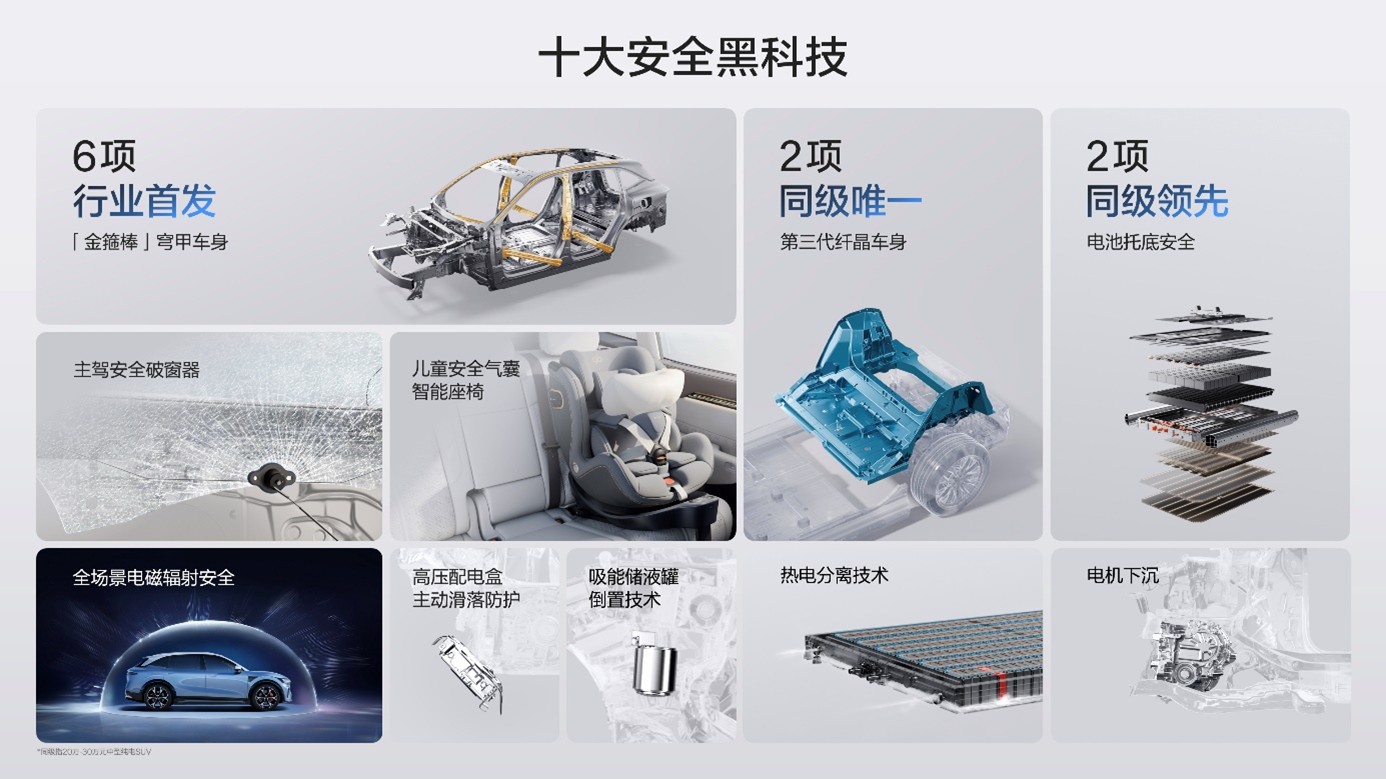 十大安全黑科技
6项
行业首发
「金箍棒」穹甲车身
2项
同级唯一
第三代纤晶车身
2项
同级领先
电池托底安全
主驾安全破窗器
儿童安全气囊
智能座椅
全场景电磁辐射安全
高压配电盒
主动滑落防护
吸能储液罐
倒置技术
热电分离技术
电机下沉
*同级指20万-30万元中型纯电SUV